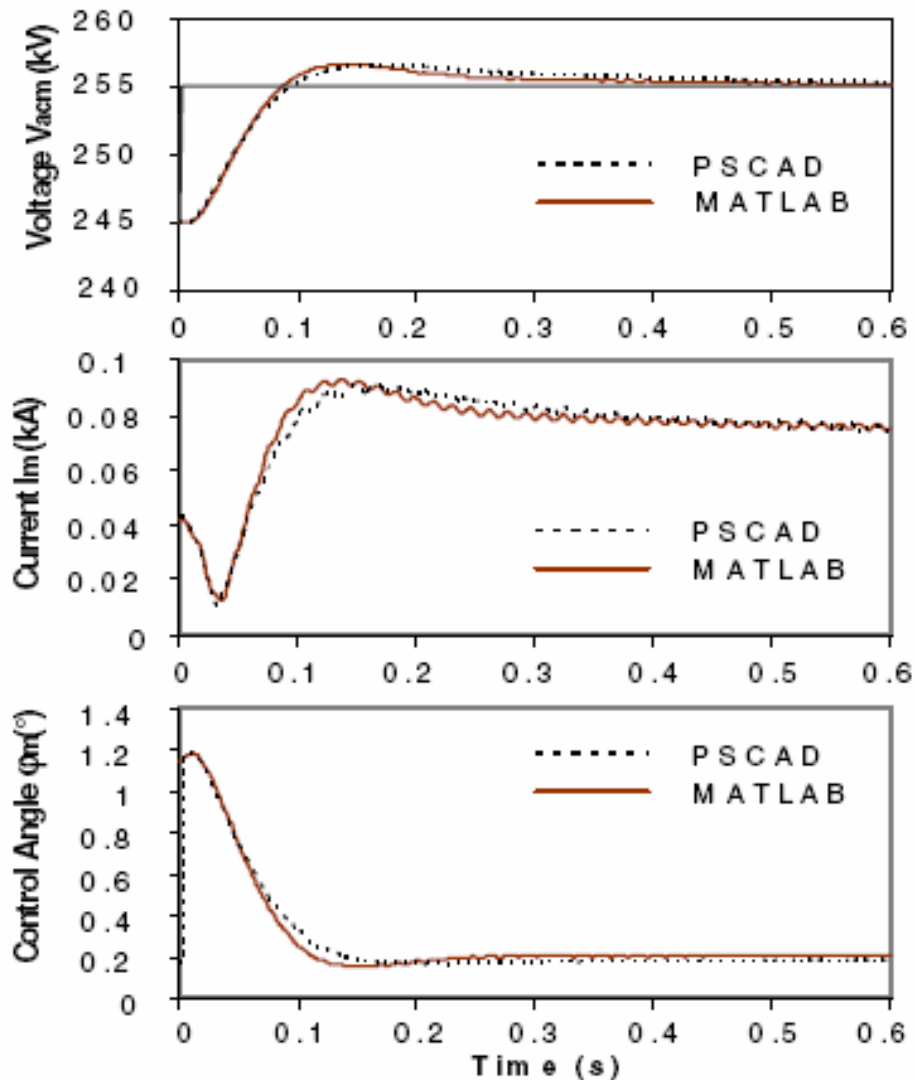 Voltage Vacm (kV)
260
255
250
245
240
PSCAD
MATLAB
0 0.1 0.2 0.3 0.4 0.5 0.6
Current Im (kA)
0.1
0.08
0.06
0.04
0.02
0
PSCAD
MATLAB
0 0.1 0.2 0.3 0.4 0.5 0.6
Control Angle φm(°)
1.4
1.2
1
0.8
0.6
0.4
0.2
0
PSCAD
MATLAB
0 0.1 0.2 0.3 0.4 0.5 0.6
Time (s)